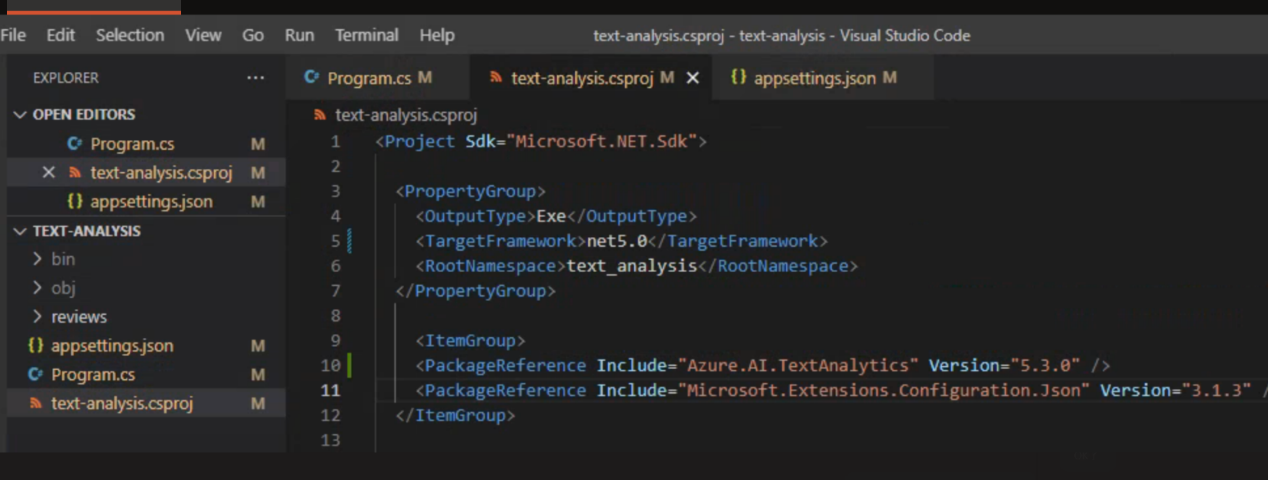 File Edit Selection View Go Run Terminal Help text-analysis.csproj - text-analysis - Visual Studio Code
EXPLORER ...
OPEN EDITORS
Program.cs M
text-analysis.csproj M
{} appsettings.json M
TEXT-ANALYSIS
bin
obj
reviews
{} appsettings.json M
Program.cs M
text-analysis.csproj M
Program.cs M text-analysis.csproj M {} appsettings.json M
text-analysis.csproj
1 <Project Sdk="Microsoft.NET.Sdk">
2
3 <PropertyGroup>
4 <OutputType>Exe</OutputType>
5 <TargetFramework>net5.0</TargetFramework>
6 <RootNamespace>text_analysis</RootNamespace>
7 </PropertyGroup>
8
9 <ItemGroup>
10 <PackageReference Include="Azure.AI.TextAnalytics" Version="5.3.0" />
11 <PackageReference Include="Microsoft.Extensions.Configuration.Json" Version="3.1.3" /
12 </ItemGroup>
13